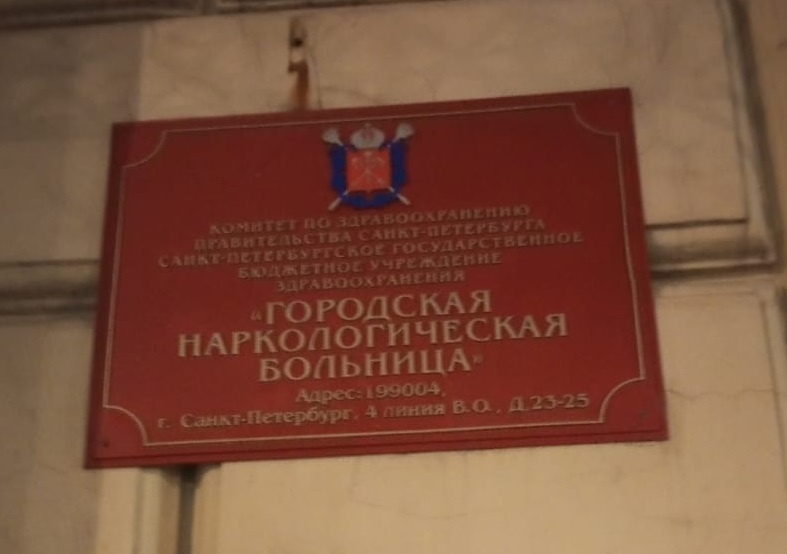 КОМИТЕТ ПО ЗДРАВООХРАНЕНИЮ
ПРАВИТЕЛЬСТВА САНКТ-ПЕТЕРБУРГА
САНКТ-ПЕТЕРБУРГСКОЕ ГОСУДАРСТВЕННОЕ
БЮДЖЕТНОЕ УЧРЕЖДЕНИЕ
ЗДРАВООХРАНЕНИЯ
«ГОРОДСКАЯ
НАРКОЛОГИЧЕСКАЯ
БОЛЬНИЦА»
Адрес: 199004,
г. Санкт-Петербург, 4 линия В.О., Д.23-25